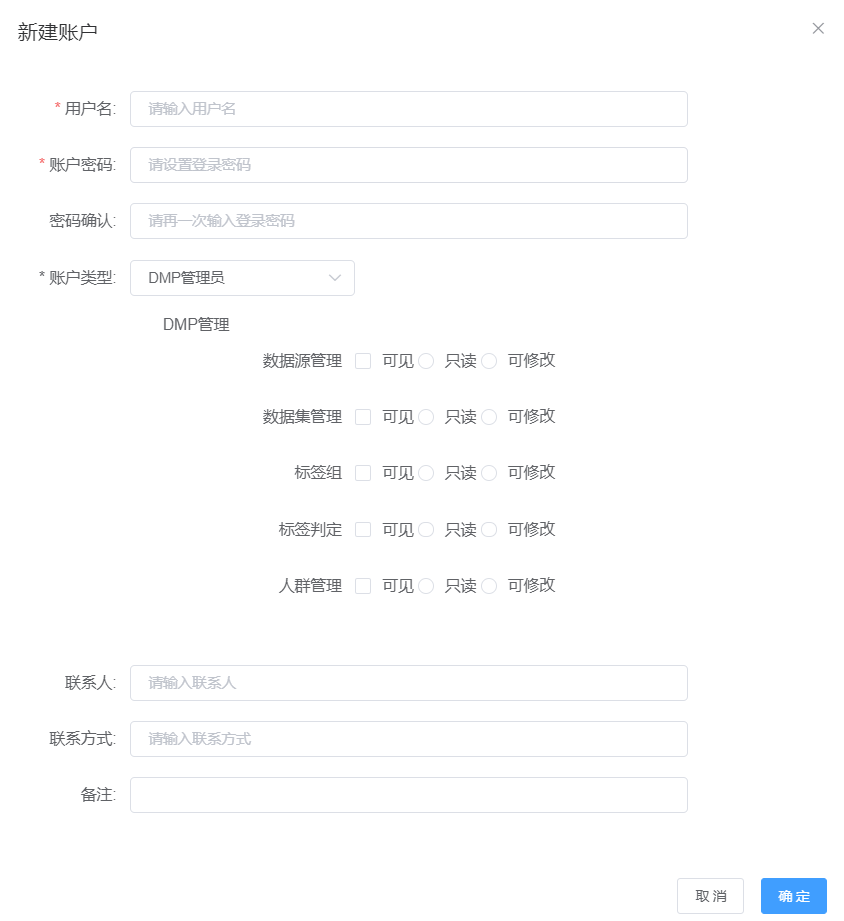 新建账户
* 用户名: 请输入用户名
* 账户密码: 请设置登录密码
密码确认: 请再一次输入登录密码
* 账户类型: DMP管理员
DMP管理
数据源管理 可见 只读 可修改
数据集管理 可见 只读 可修改
标签组 可见 只读 可修改
标签判定 可见 只读 可修改
人群管理 可见 只读 可修改
联系人: 请输入联系人
联系方式: 请输入联系方式
备注:
取消 确定